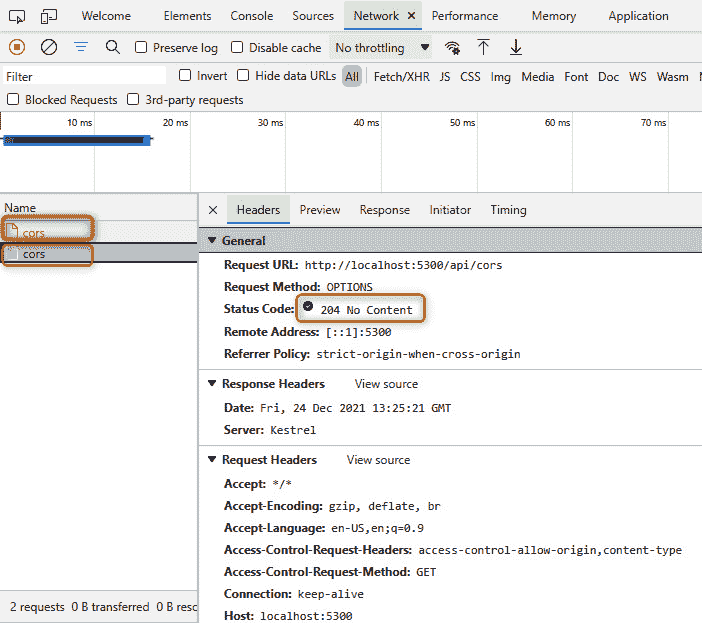 Welcome Elements Console Sources Network Performance Memory Application
Preserve log Disable cache No throttling
Filter Invert Hide data URLs All Fetch/XHR JS CSS Img Media Font Doc WS Wasm
Blocked Requests 3rd-party requests
10 ms 20 ms 30 ms 40 ms 50 ms 60 ms 70 ms
Name
cors
cors
Headers Preview Response Initiator Timing
General
Request URL: http://localhost:5300/api/cors
Request Method: OPTIONS
Status Code: 204 No Content
Remote Address: [::1]:5300
Referrer Policy: strict-origin-when-cross-origin
Response Headers View source
Date: Fri, 24 Dec 2021 13:25:21 GMT
Server: Kestrel
Request Headers View source
Accept: */*
Accept-Encoding: gzip, deflate, br
Accept-Language: en-US,en;q=0.9
Access-Control-Request-Headers: access-control-allow-origin,content-type
Access-Control-Request-Method: GET
Connection: keep-alive
Host: localhost:5300
2 requests 0 B transferred 0 B resc